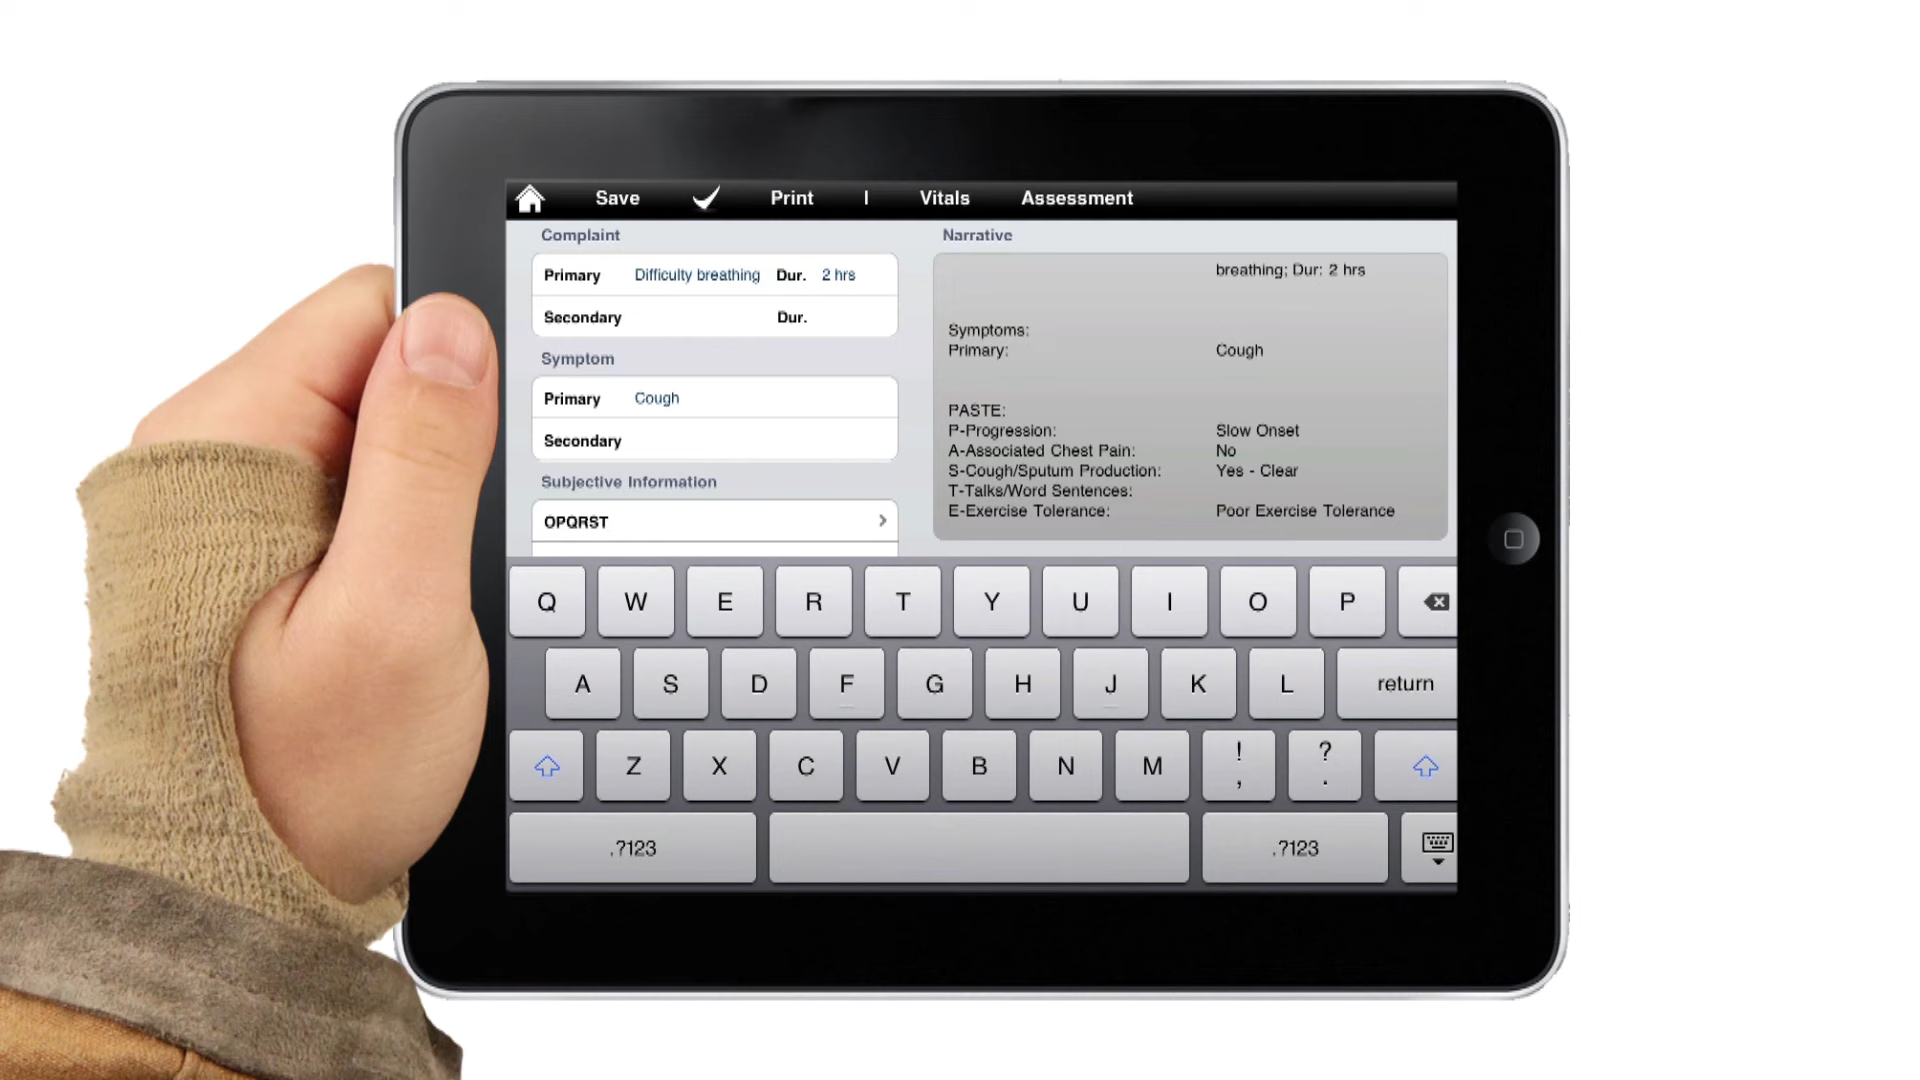 Save Print | Vitals Assessment
Complaint
Primary Difficulty breathing Dur. 2 hrs
Secondary Dur.
Symptom
Primary Cough
Secondary
Subjective Information
OPQRST
Narrative
breathing; Dur: 2 hrs
Symptoms:
Primary: Cough
PASTE:
P-Progression: Slow Onset
A-Associated Chest Pain: No
S-Cough/Sputum Production: Yes - Clear
T-Talks/Word Sentences:
E-Exercise Tolerance: Poor Exercise Tolerance
Q W E R T Y U I O P
A S D F G H J K L return
Z X C V B N M ! , ? .
.?123 .?123